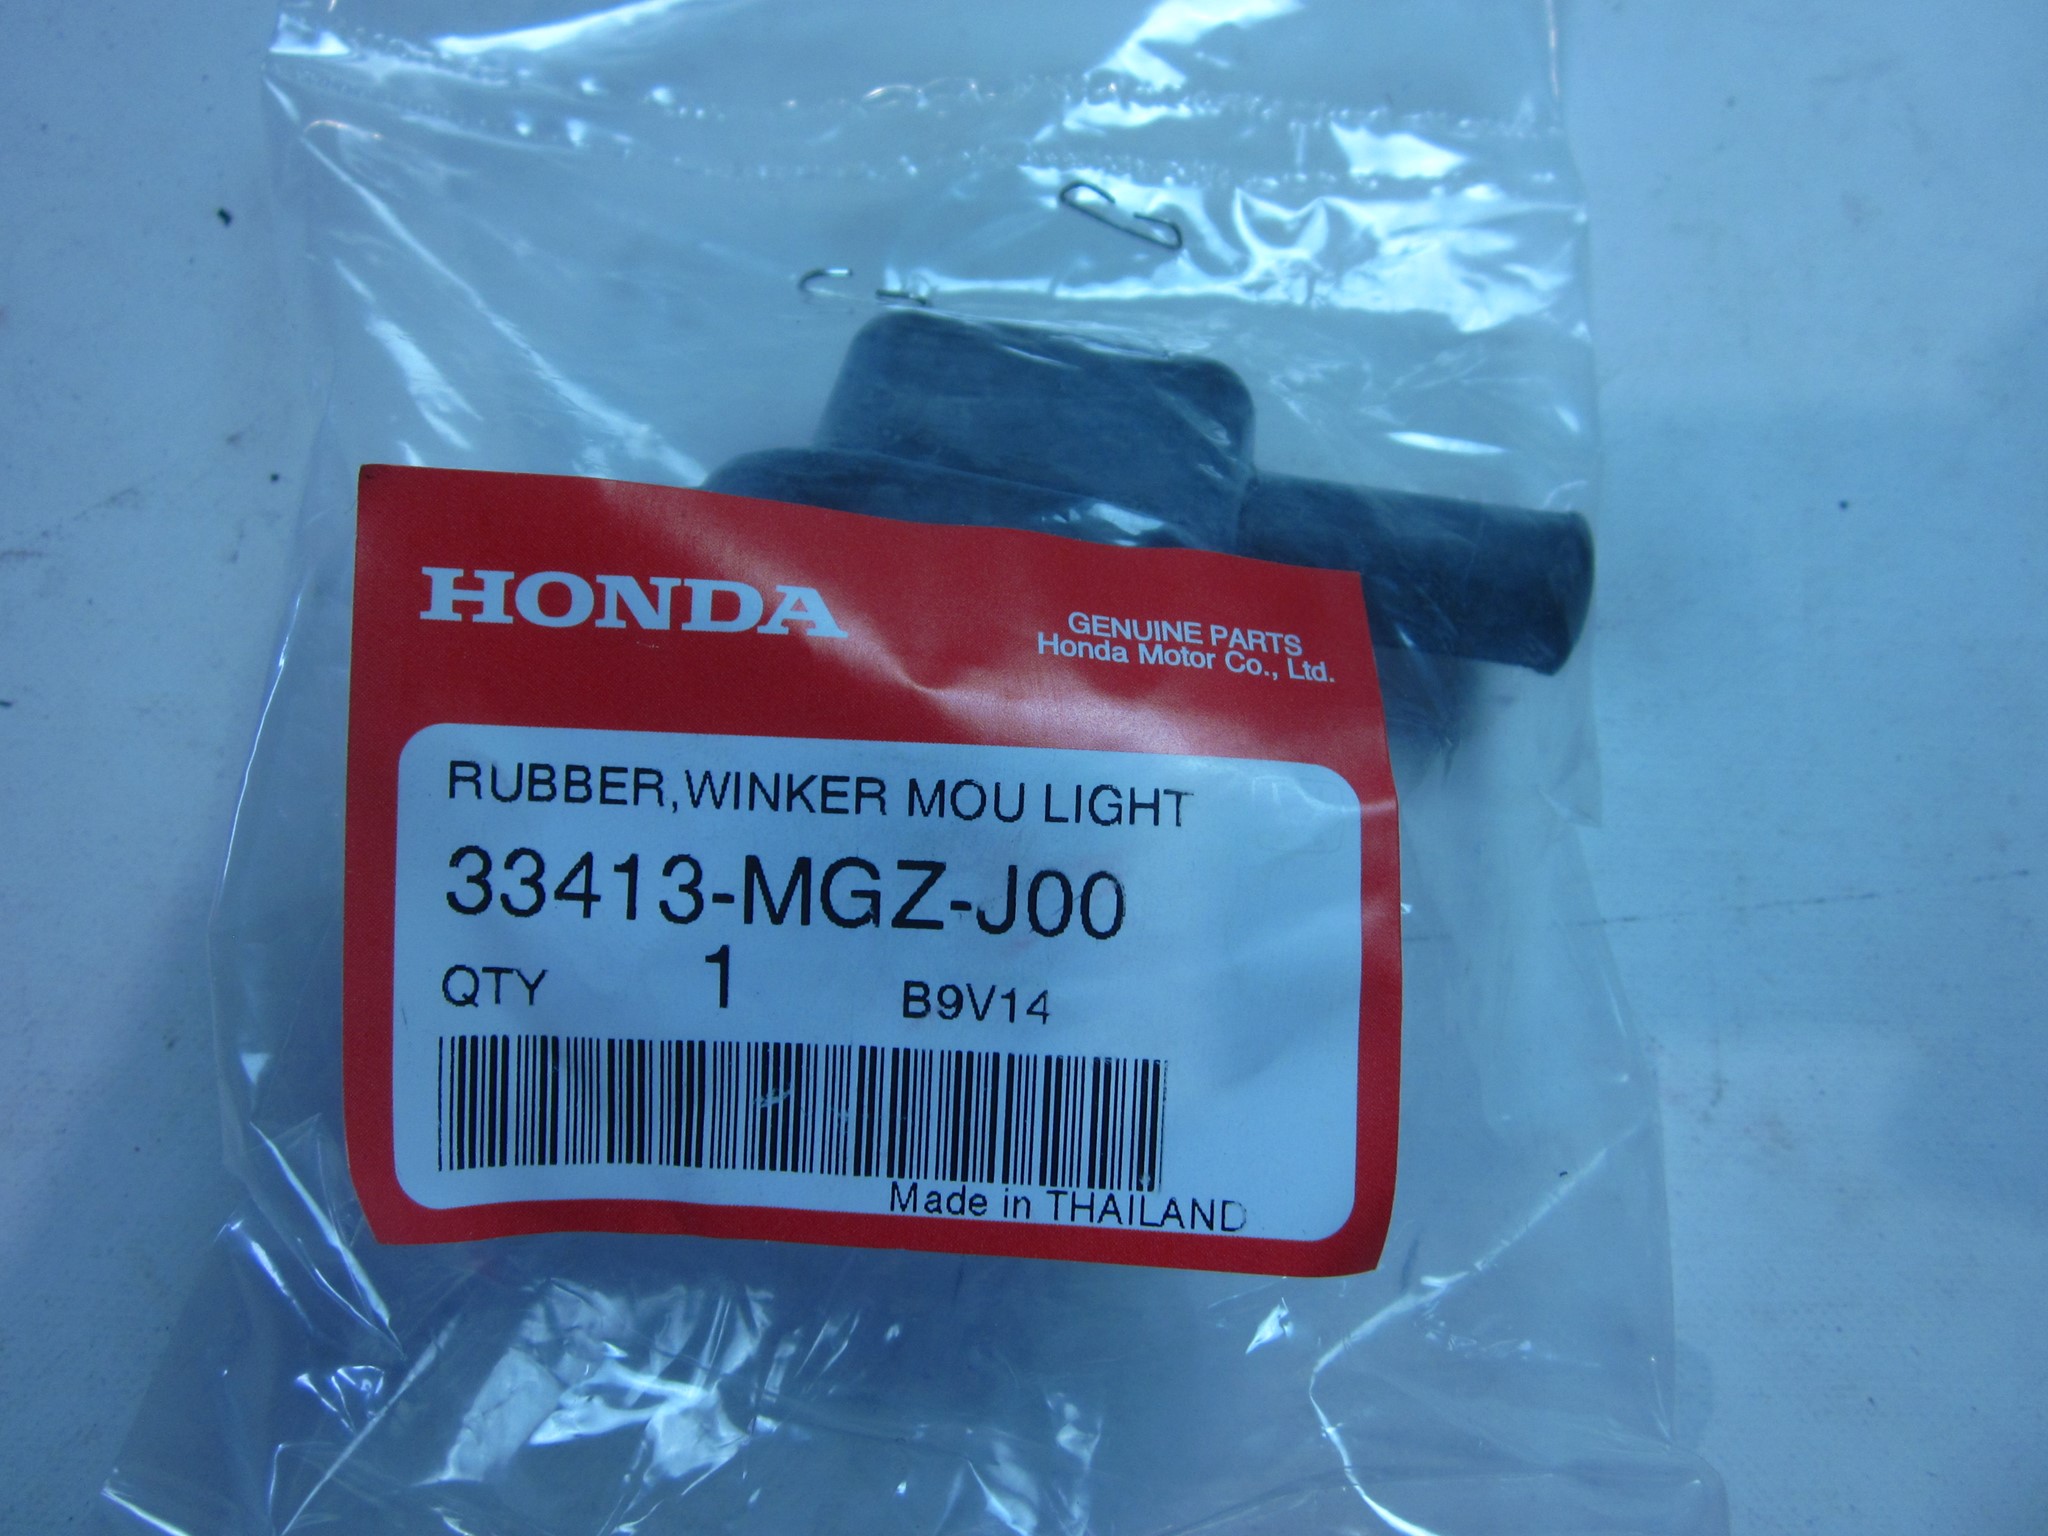 HONDA
GENUINE PARTS
Honda Motor Co., Ltd.
RUBBER,WINKER MOU LIGHT
33413-MGZ-J00
QTY 1 B9V14
Made in THAILAND